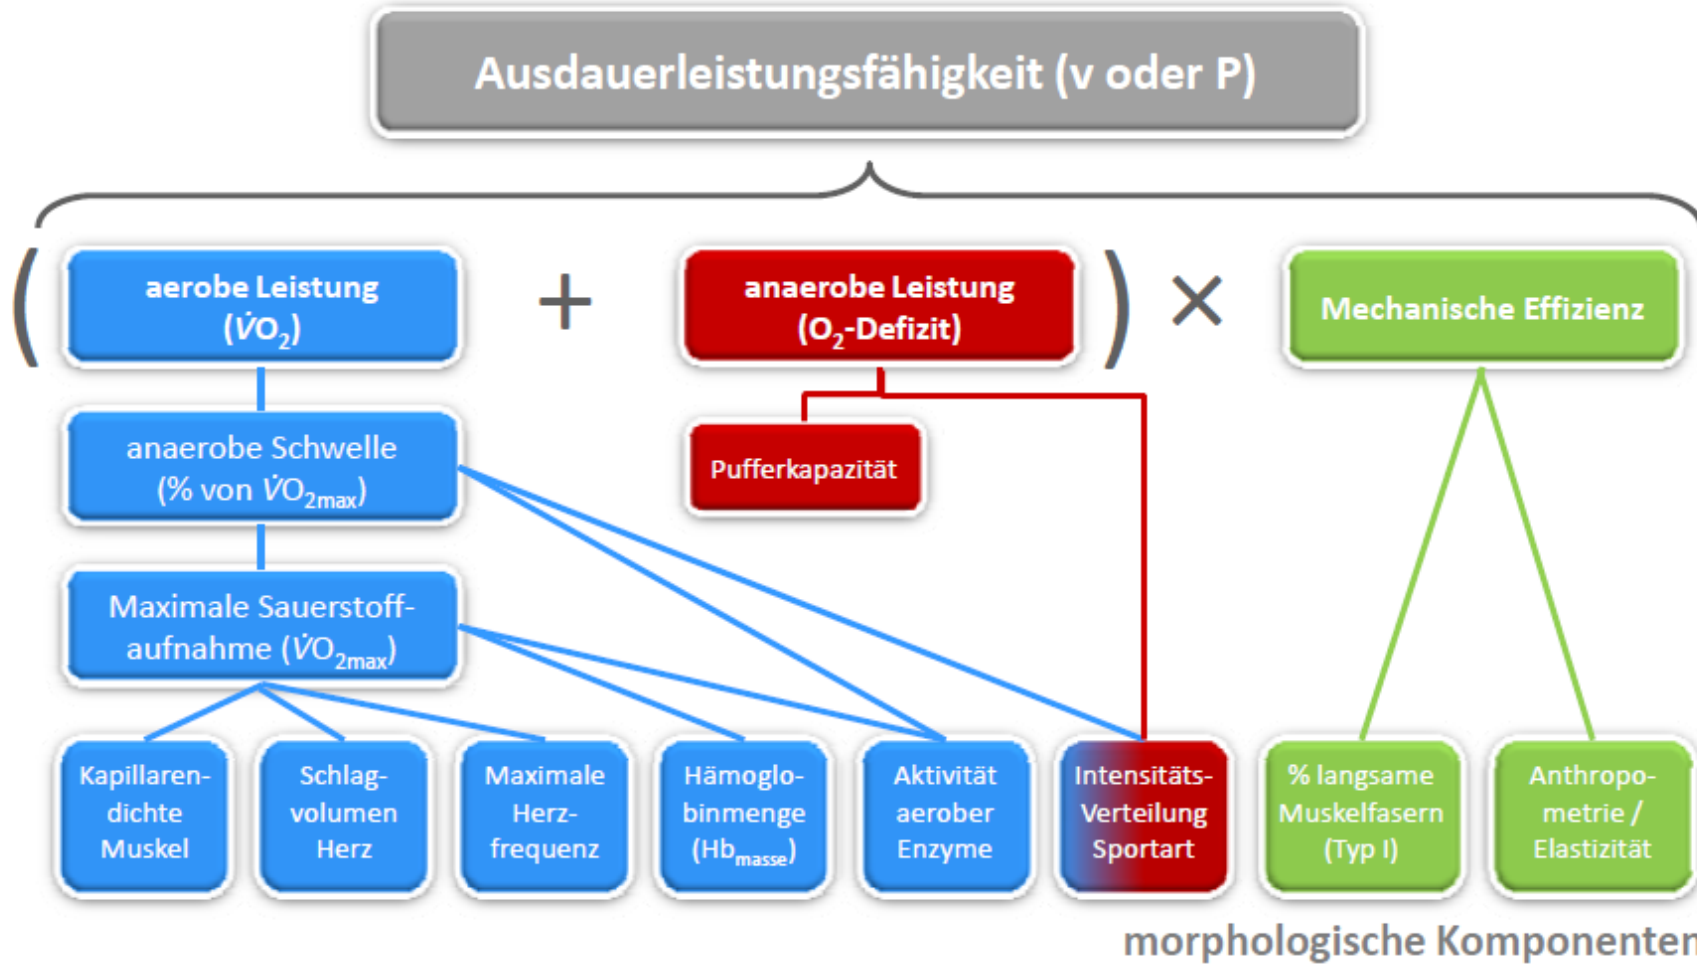 Ausdauerleistungsfähigkeit (v oder P)
(
aerobe Leistung
(V̇O₂)
+
anaerobe Leistung
(O₂-Defizit)
)
×
Mechanische Effizienz
anaerobe Schwelle
(% von V̇O₂max)
Pufferkapazität
Maximale Sauerstoff-
aufnahme (V̇O₂max)
Kapillaren-
dichte
Muskel
Schlag-
volumen
Herz
Maximale
Herz-
frequenz
Hämoglo-
binmenge
(Hbmasse)
Aktivität
aerober
Enzyme
Intensitäts-
Verteilung
Sportart
% langsame
Muskelfasern
(Typ I)
Anthropo-
metrie /
Elastizität
morphologische Komponenten